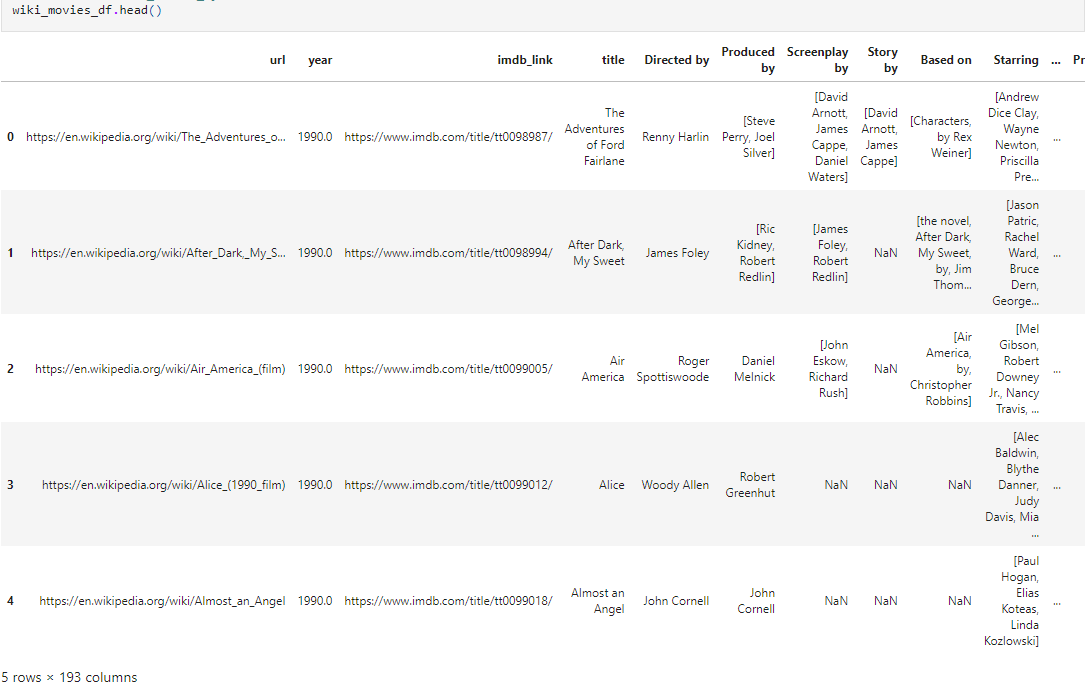 wiki_movies_df.head()
url year imdb_link title Directed by Produced by Screenplay by Story by Based on Starring ... Pr
0 https://en.wikipedia.org/wiki/The_Adventures_o... 1990.0 https://www.imdb.com/title/tt0098987/ The Adventures of Ford Fairlane Renny Harlin [Steve Perry, Joel Silver] [David Arnott, James Cappe, Daniel Waters] [David Arnott, James Cappe] [Characters, by Rex Weiner] [Andrew Dice Clay, Wayne Newton, Priscilla Pre... ...
1 https://en.wikipedia.org/wiki/After_Dark,_My_S... 1990.0 https://www.imdb.com/title/tt0098994/ After Dark, My Sweet James Foley [Ric Kidney, Robert Redlin] [James Foley, Robert Redlin] NaN [the novel, After Dark, My Sweet, by, Jim Thom... [Jason Patric, Rachel Ward, Bruce Dern, George... ...
2 https://en.wikipedia.org/wiki/Air_America_(film) 1990.0 https://www.imdb.com/title/tt0099005/ Air America Roger Spottiswoode Daniel Melnick [John Eskow, Richard Rush] NaN [Air America, by, Christopher Robbins] [Mel Gibson, Robert Downey Jr., Nancy Travis, ... ...
3 https://en.wikipedia.org/wiki/Alice_(1990_film) 1990.0 https://www.imdb.com/title/tt0099012/ Alice Woody Allen Robert Greenhut NaN NaN NaN [Alec Baldwin, Blythe Danner, Judy Davis, Mia ... ...
4 https://en.wikipedia.org/wiki/Almost_an_Angel 1990.0 https://www.imdb.com/title/tt0099018/ Almost an Angel John Cornell John Cornell NaN NaN NaN [Paul Hogan, Elias Koteas, Linda Kozlowski] ...
5 rows × 193 columns